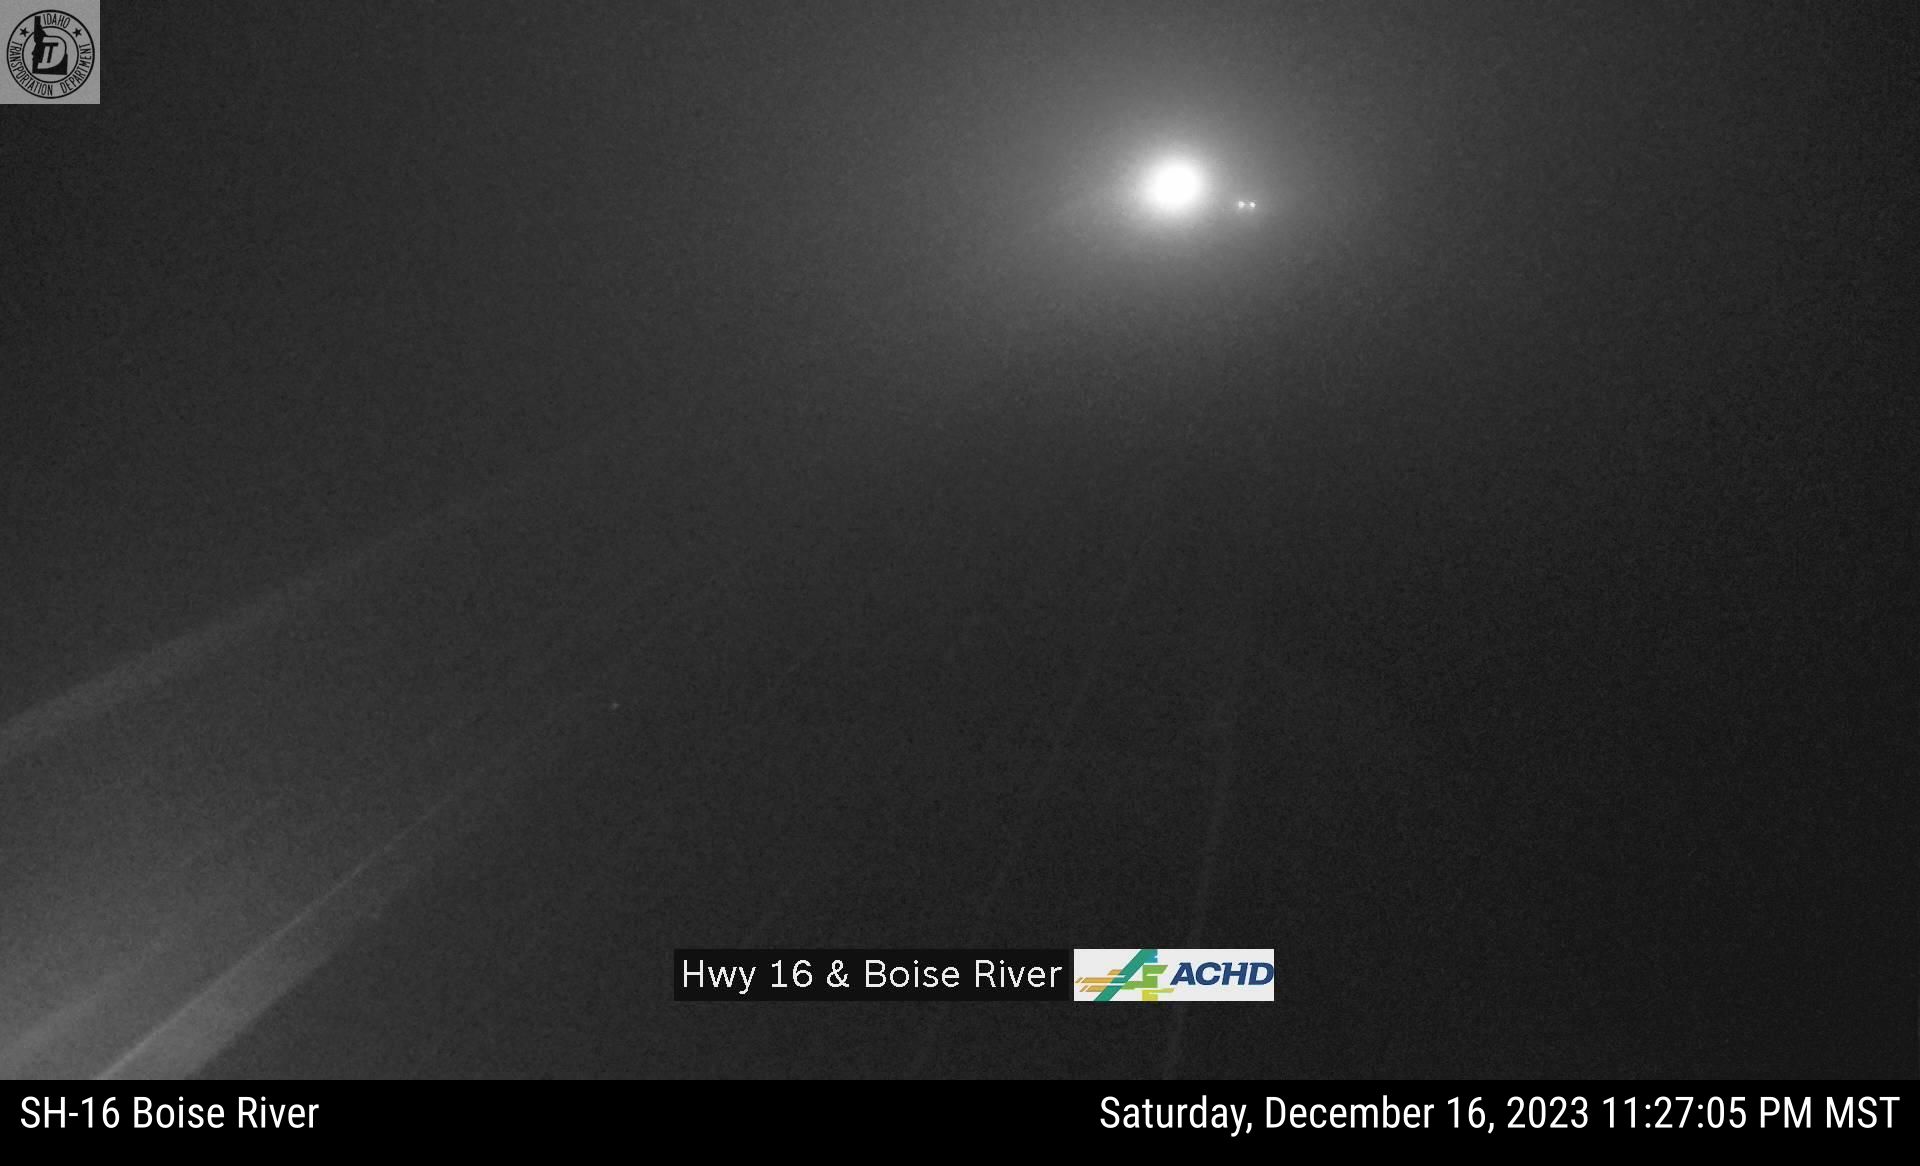 IDAHO
TRANSPORTATION DEPARTMENT
Hwy 16 & Boise River
ACHD
SH-16 Boise River
Saturday, December 16, 2023 11:27:05 PM MST